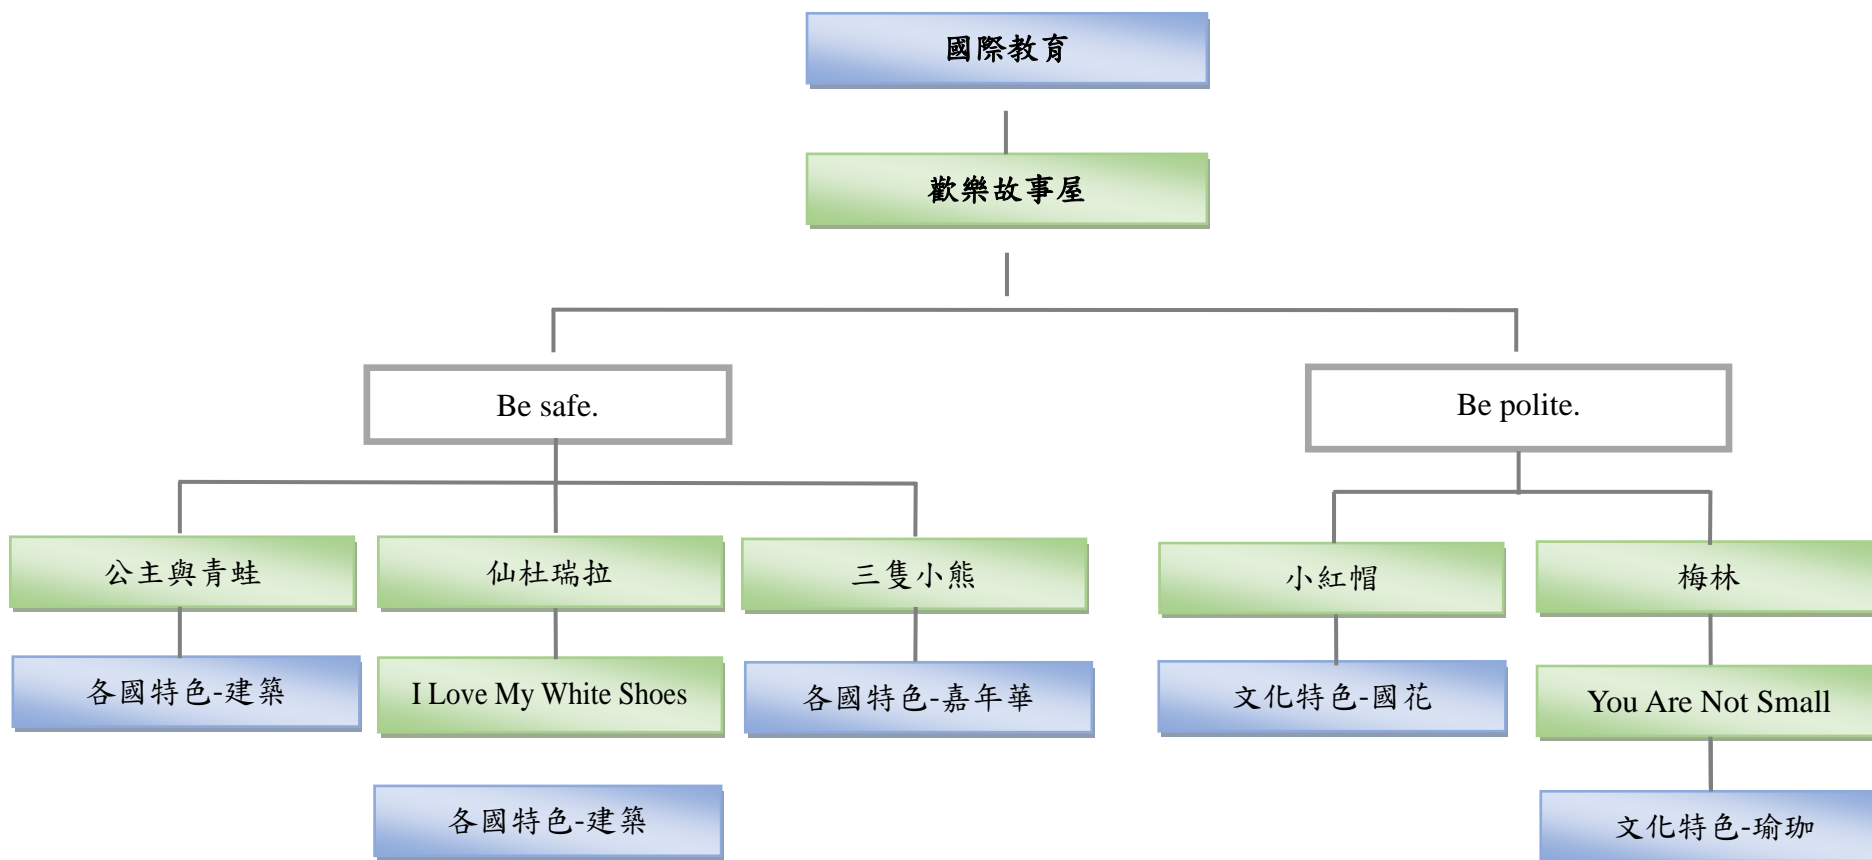 國際教育
歡樂故事屋
Be safe.
Be polite.
公主與青蛙
仙杜瑞拉
三隻小熊
小紅帽
梅林
各國特色-建築
I Love My White Shoes
各國特色-嘉年華
文化特色-國花
You Are Not Small
各國特色-建築
文化特色-瑜珈